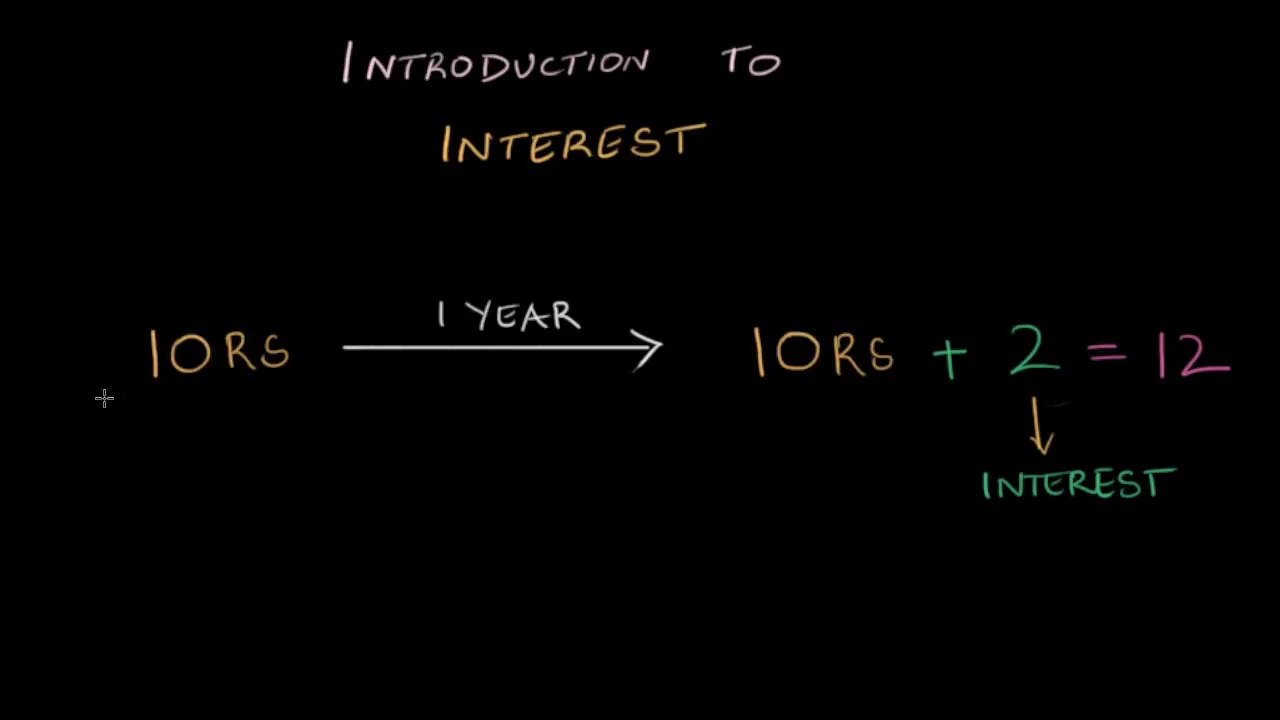 INTRODUCTION TO
INTEREST
1 YEAR
10RS
10RS + 2 = 12
INTEREST